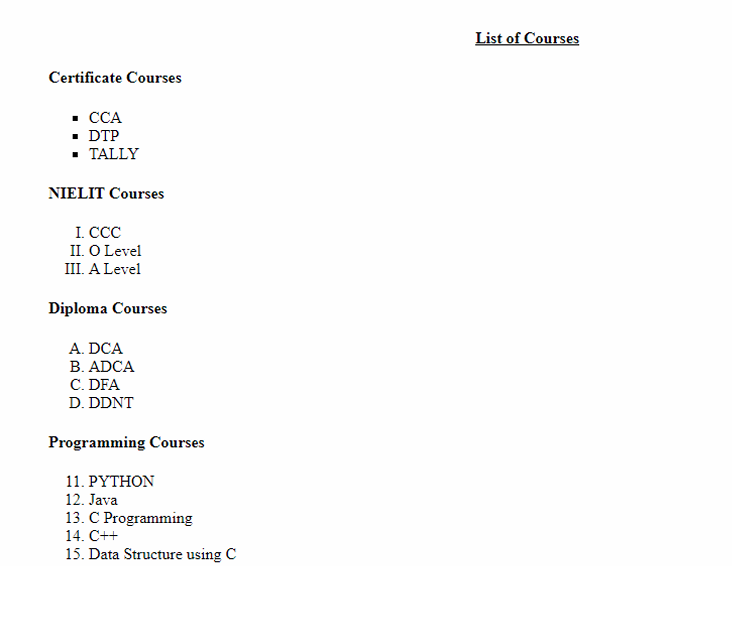 List of Courses
Certificate Courses
▪ CCA
▪ DTP
▪ TALLY
NIELIT Courses
I. CCC
II. O Level
III. A Level
Diploma Courses
A. DCA
B. ADCA
C. DFA
D. DDNT
Programming Courses
11. PYTHON
12. Java
13. C Programming
14. C++
15. Data Structure using C